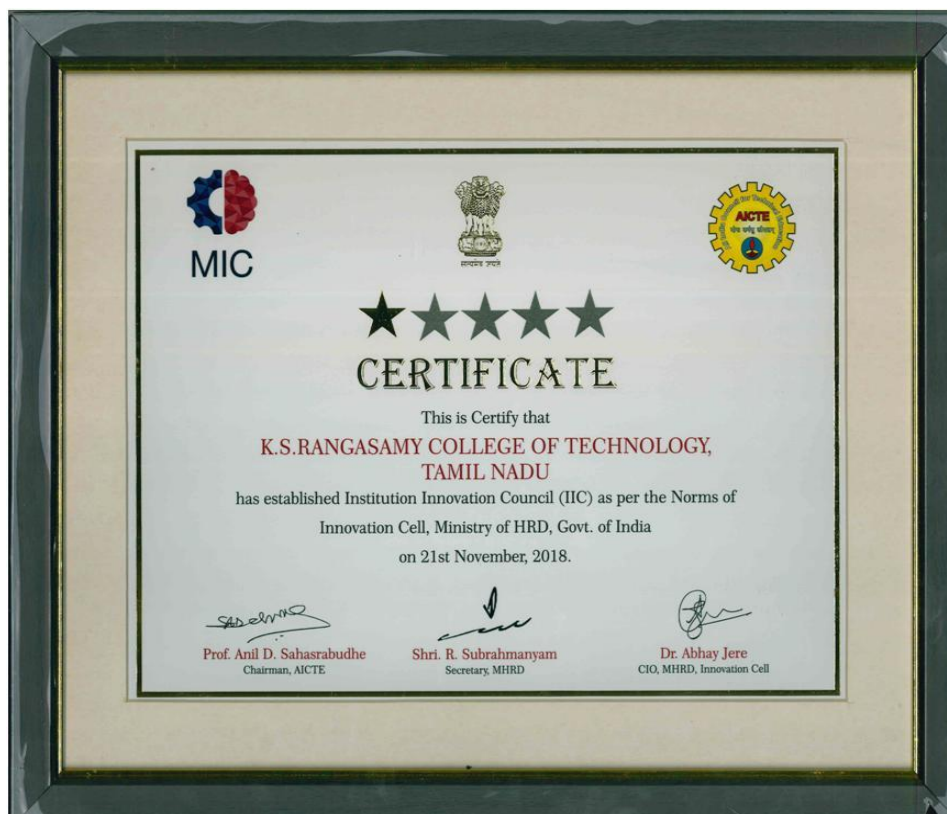 MIC
सत्यमेव जयते
AICTE
CERTIFICATE
This is Certify that
K.S.RANGASAMY COLLEGE OF TECHNOLOGY,
TAMIL NADU
has established Institution Innovation Council (IIC) as per the Norms of
Innovation Cell, Ministry of HRD, Govt. of India
on 21st November, 2018.
Prof. Anil D. Sahasrabudhe
Chairman, AICTE
Shri. R. Subrahmanyam
Secretary, MHRD
Dr. Abhay Jere
CIO, MHRD, Innovation Cell